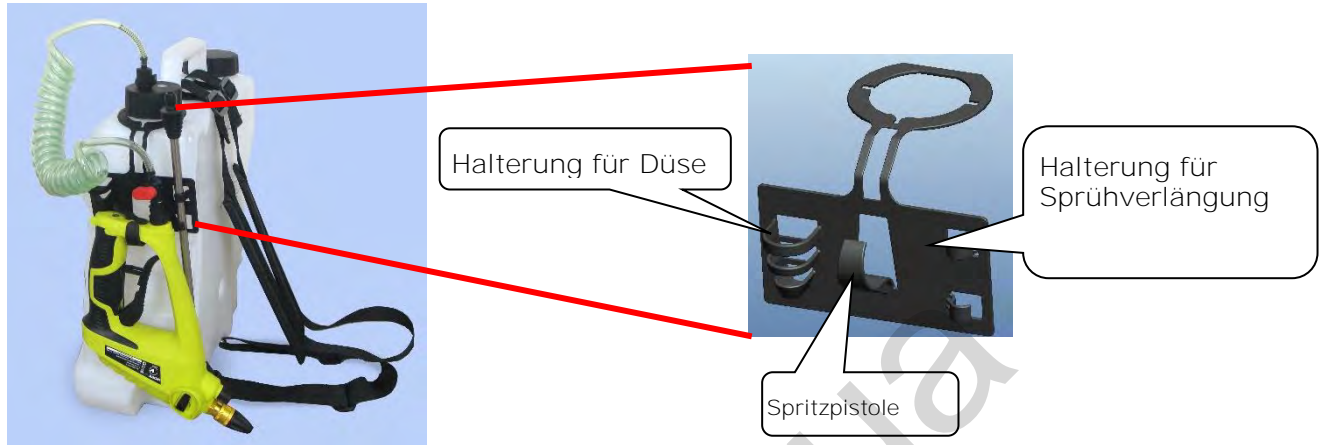 Halterung für Düse
Halterung für
Sprühverlängung
Spritzpistole